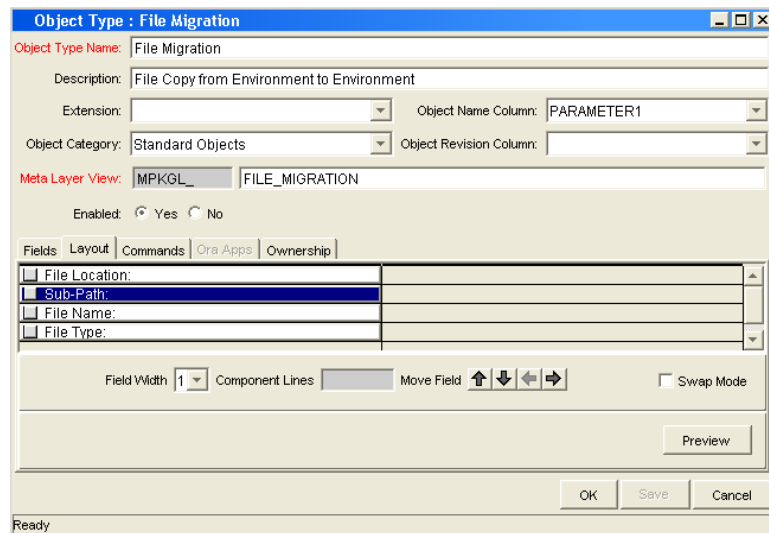 Object Type : File Migration
Object Type Name: File Migration
Description: File Copy from Environment to Environment
Extension: Object Name Column: PARAMETER1
Object Category: Standard Objects Object Revision Column:
Meta Layer View: MPKGL_ FILE_MIGRATION
Enabled: Yes No
Fields Layout Commands Ora Apps Ownership
File Location:
Sub-Path:
File Name:
File Type:
Field Width 1 Component Lines Move Field Swap Mode
Preview
OK Save Cancel
Ready